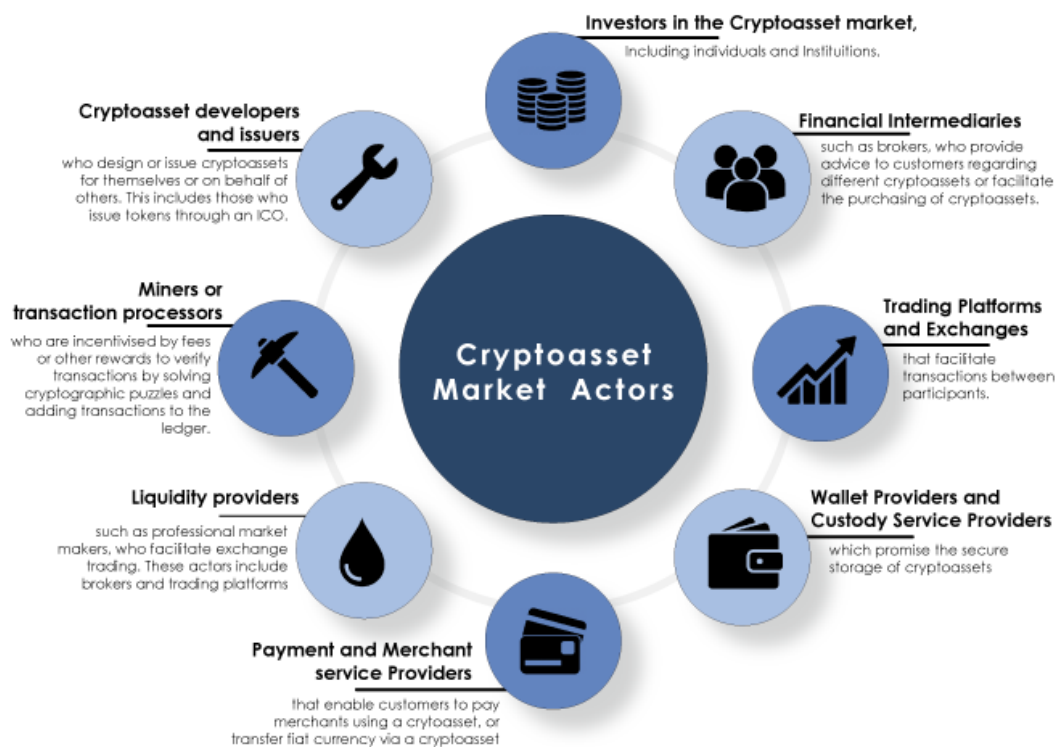 Investors in the Cryptoasset market,
Including individuals and Instituitions.
Financial Intermediaries
such as brokers, who provide
advice to customers regarding
different cryptoassets or facilitate
the purchasing of cryptoassets.
Trading Platforms
and Exchanges
that facilitate
transactions between
participants.
Wallet Providers and
Custody Service Providers
which promise the secure
storage of cryptoassets
Payment and Merchant
service Providers
that enable customers to pay
merchants using a crytoasset, or
transfer fiat currency via a cryptoasset
Liquidity providers
such as professional market
makers, who facilitate exchange
trading. These actors include
brokers and trading platforms
Miners or
transaction processors
who are incentivised by fees
or other rewards to verify
transactions by solving
cryptographic puzzles and
adding transactions to the
ledger.
Cryptoasset developers
and issuers
who design or issue cryptoassets
for themselves or on behalf of
others. This includes those who
issue tokens through an ICO.
Cryptoasset
Market Actors